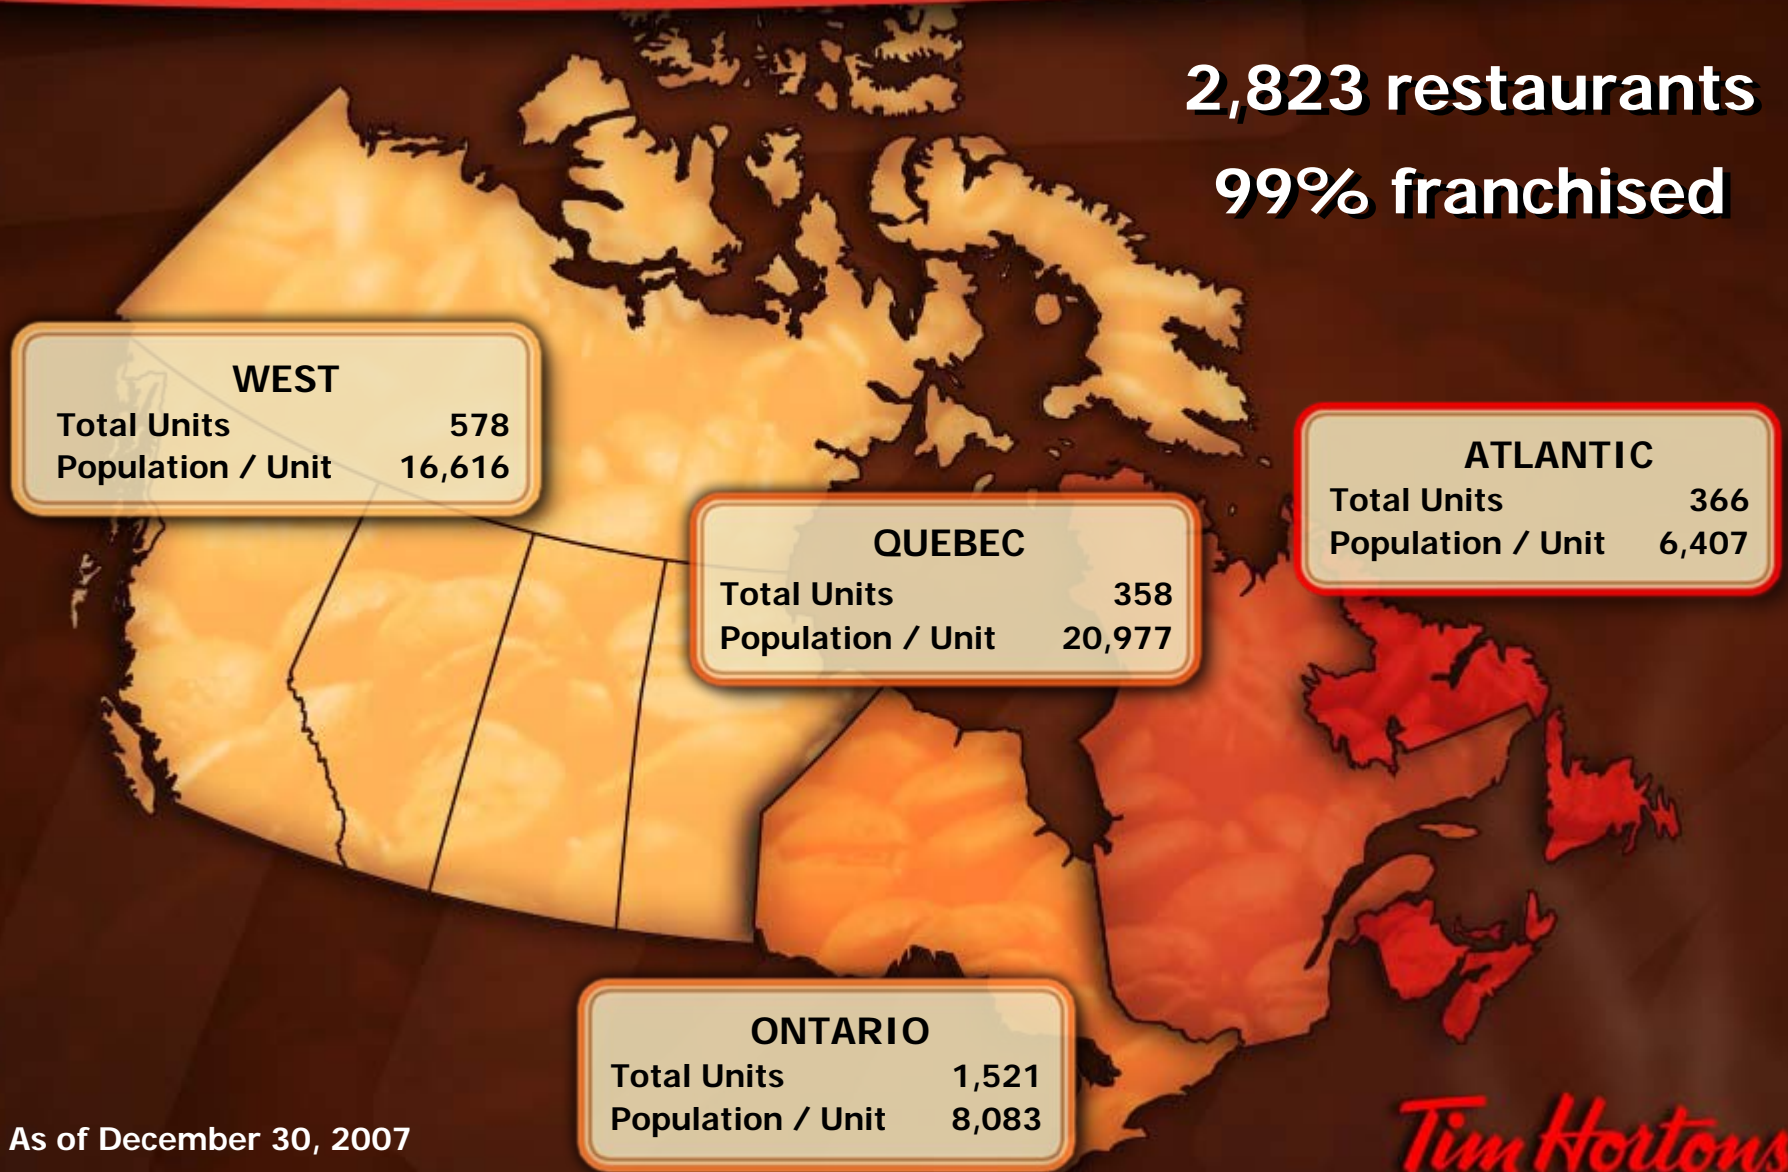 2,823 restaurants
99% franchised
WEST
Total Units 578
Population / Unit 16,616
ATLANTIC
Total Units 366
Population / Unit 6,407
QUEBEC
Total Units 358
Population / Unit 20,977
ONTARIO
Total Units 1,521
Population / Unit 8,083
As of December 30, 2007
Tim Hortons